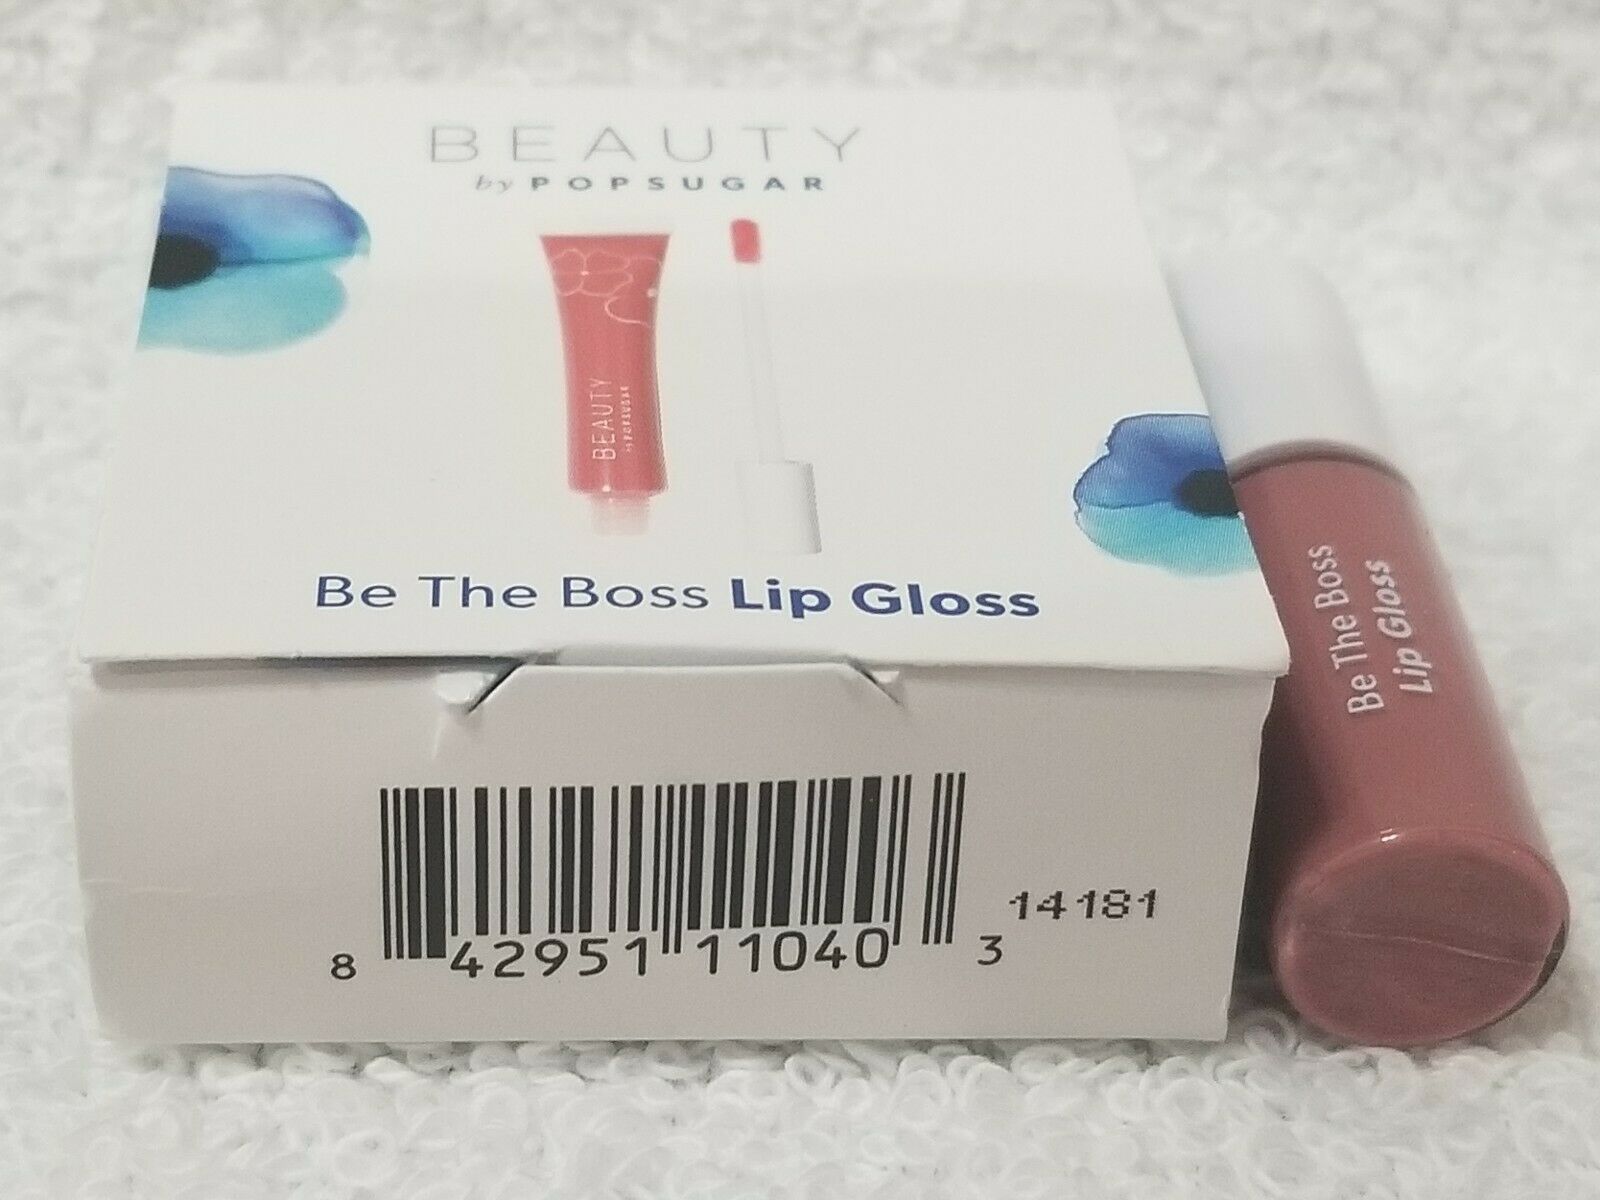 BEAUTY
by POPSUGAR
BEAUTY
by POPSUGAR
Be The Boss Lip Gloss
8 42951 11040 3
14181
Be The Boss
Lip Gloss